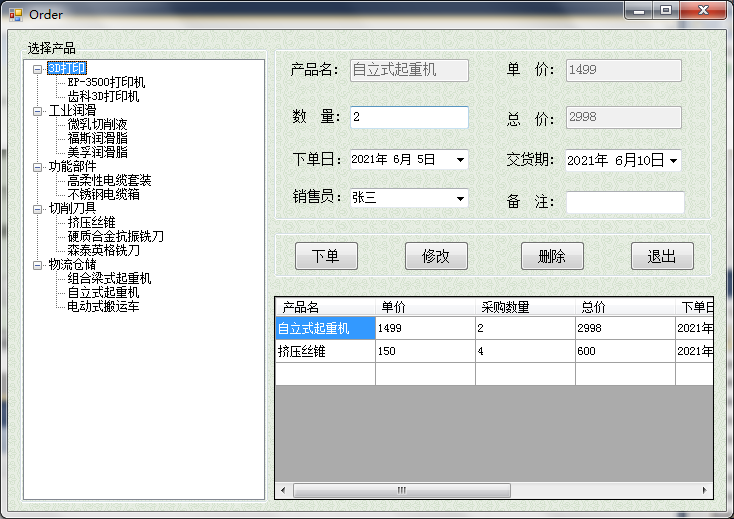 Order
选择产品
3D打印
EP-3500打印机
齿科3D打印机
工业润滑
微乳切削液
福斯润滑脂
美孚润滑脂
功能部件
高柔性电缆套装
不锈钢电缆箱
切削刀具
挤压丝锥
硬质合金抗振铣刀
森泰英格铣刀
物流仓储
组合梁式起重机
自立式起重机
电动式搬运车
产品名: 自立式起重机 单 价: 1499
数 量: 2 总 价: 2998
下单日: 2021年 6月 5日 交货期: 2021年 6月10日
销售员: 张三 备 注:
下单 修改 删除 退出
产品名 单价 采购数量 总价 下单日
自立式起重机 1499 2 2998 2021年
挤压丝锥 150 4 600 2021年